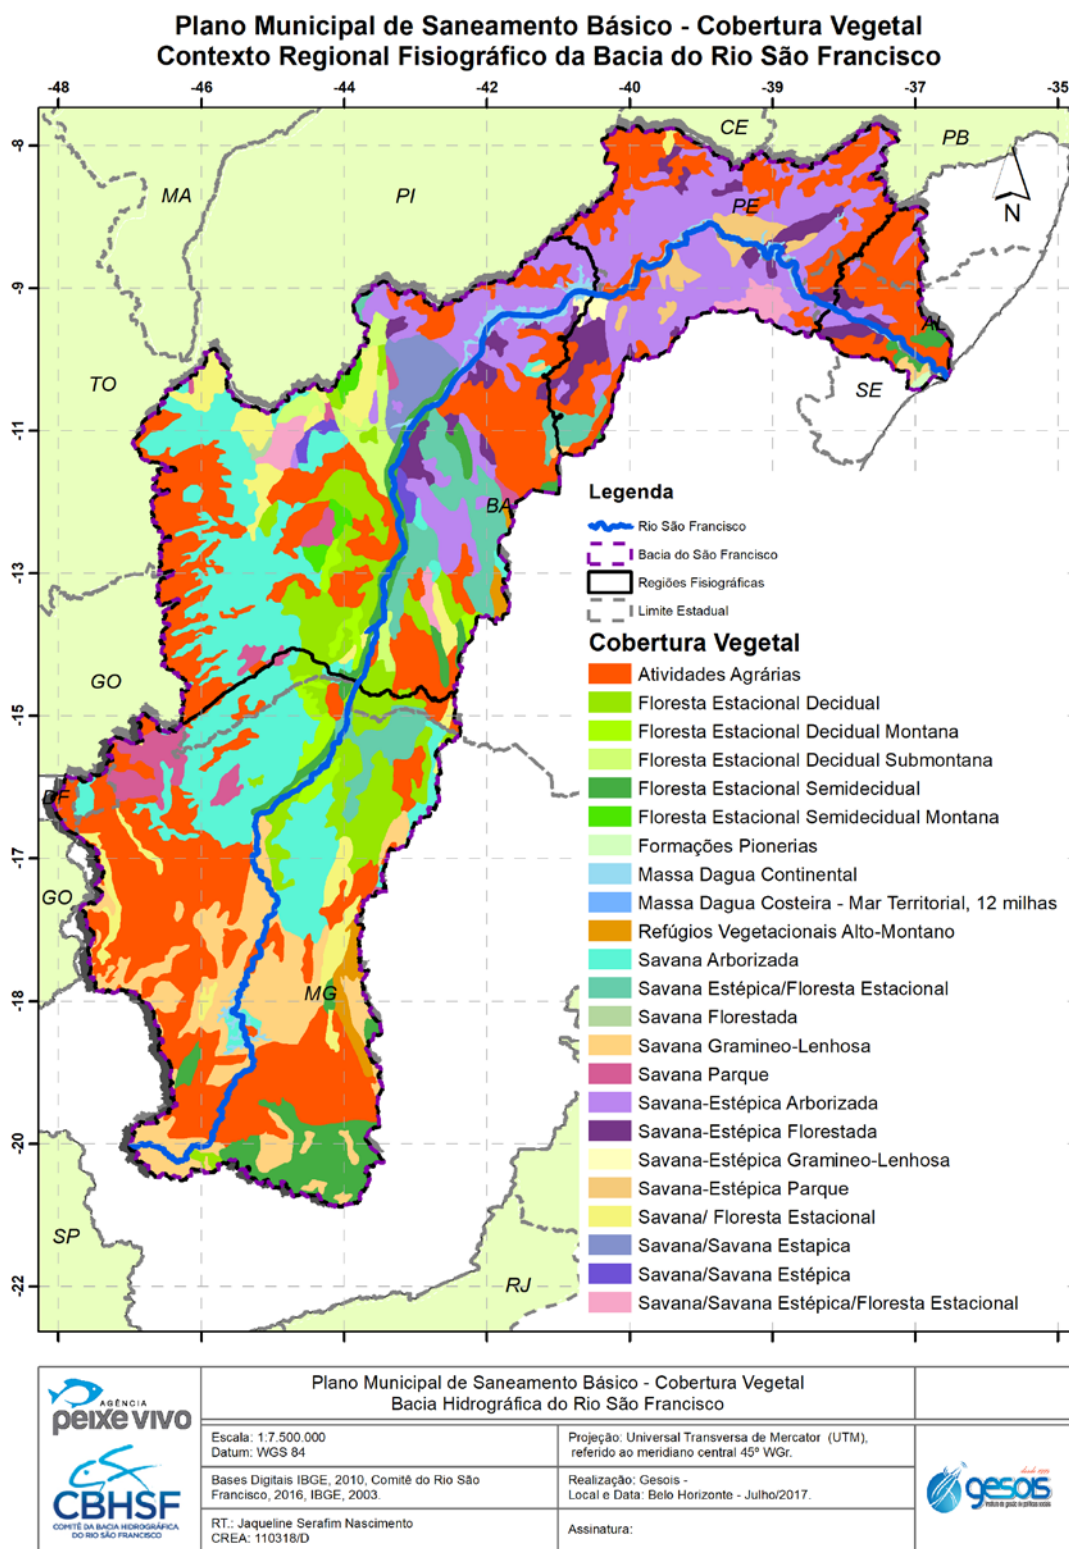 Plano Municipal de Saneamento Básico - Cobertura Vegetal
Contexto Regional Fisiográfico da Bacia do Rio São Francisco
-48 -46 -44 -42 -40 -39 -37 -35
-8
-9
-11
-13
-15
-17
-18
-20
-22
CE
PB
MA
PI
PE
N
AL
TO
SE
BA
GO
DF
GO
MG
SP
RJ
Legenda
Rio São Francisco
Bacia do São Francisco
Regiões Fisiográficas
Limite Estadual
Cobertura Vegetal
Atividades Agrárias
Floresta Estacional Decidual
Floresta Estacional Decidual Montana
Floresta Estacional Decidual Submontana
Floresta Estacional Semidecidual
Floresta Estacional Semidecidual Montana
Formações Pionerias
Massa Dagua Continental
Massa Dagua Costeira - Mar Territorial, 12 milhas
Refúgios Vegetacionais Alto-Montano
Savana Arborizada
Savana Estépica/Floresta Estacional
Savana Florestada
Savana Gramineo-Lenhosa
Savana Parque
Savana-Estépica Arborizada
Savana-Estépica Florestada
Savana-Estépica Gramineo-Lenhosa
Savana-Estépica Parque
Savana/ Floresta Estacional
Savana/Savana Estapica
Savana/Savana Estépica
Savana/Savana Estépica/Floresta Estacional
AGÊNCIA
peixe vivo
CBHSF
COMITÊ DA BACIA HIDROGRÁFICA
DO RIO SÃO FRANCISCO
Plano Municipal de Saneamento Básico - Cobertura Vegetal
Bacia Hidrográfica do Rio São Francisco
Escala: 1:7.500.000
Datum: WGS 84
Projeção: Universal Transversa de Mercator (UTM),
referido ao meridiano central 45º WGr.
Bases Digitais IBGE, 2010, Comitê do Rio São
Francisco, 2016, IBGE, 2003.
Realização: Gesois -
Local e Data: Belo Horizonte - Julho/2017.
RT.: Jaqueline Serafim Nascimento
CREA: 110318/D
Assinatura:
gesois